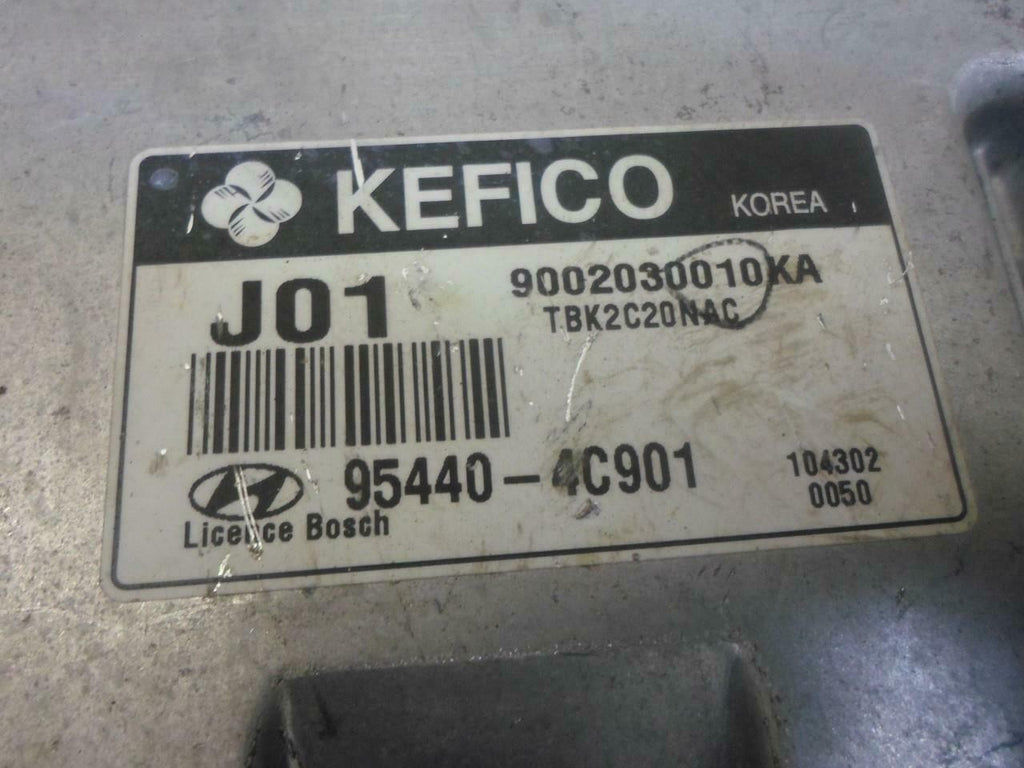 KEFICO
KOREA
J01
9002030010KA
TBK2C20NAC
95440-4C901
104302
0050
Licence Bosch